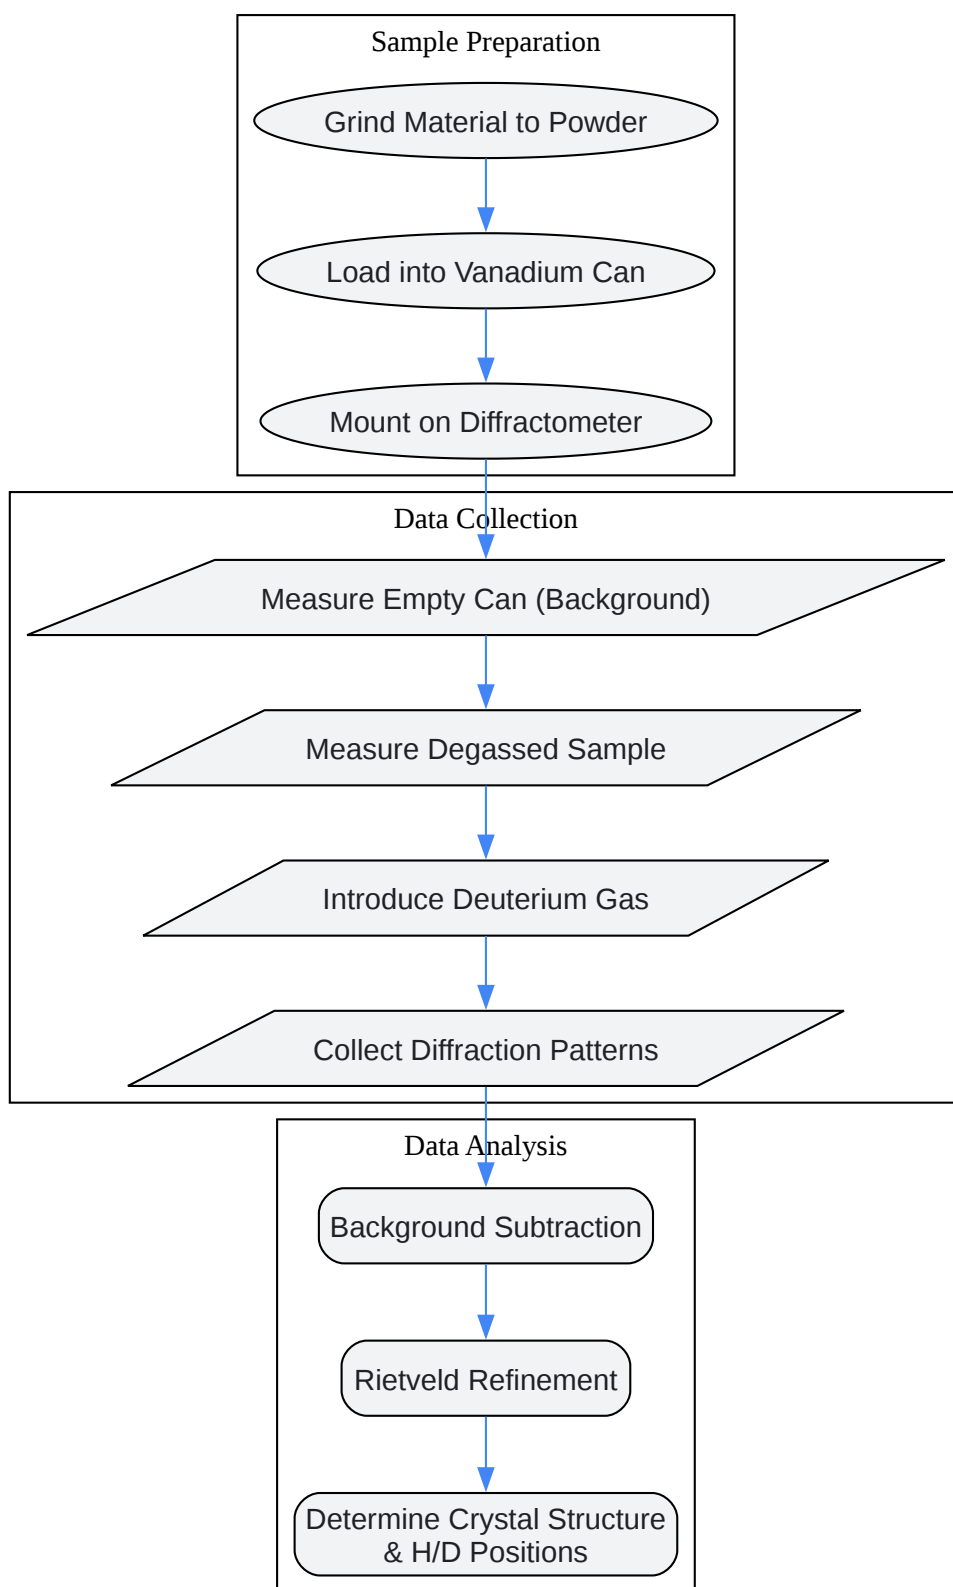 Sample Preparation
Grind Material to Powder
Load into Vanadium Can
Mount on Diffractometer
Data Collection
Measure Empty Can (Background)
Measure Degassed Sample
Introduce Deuterium Gas
Collect Diffraction Patterns
Data Analysis
Background Subtraction
Rietveld Refinement
Determine Crystal Structure
& H/D Positions